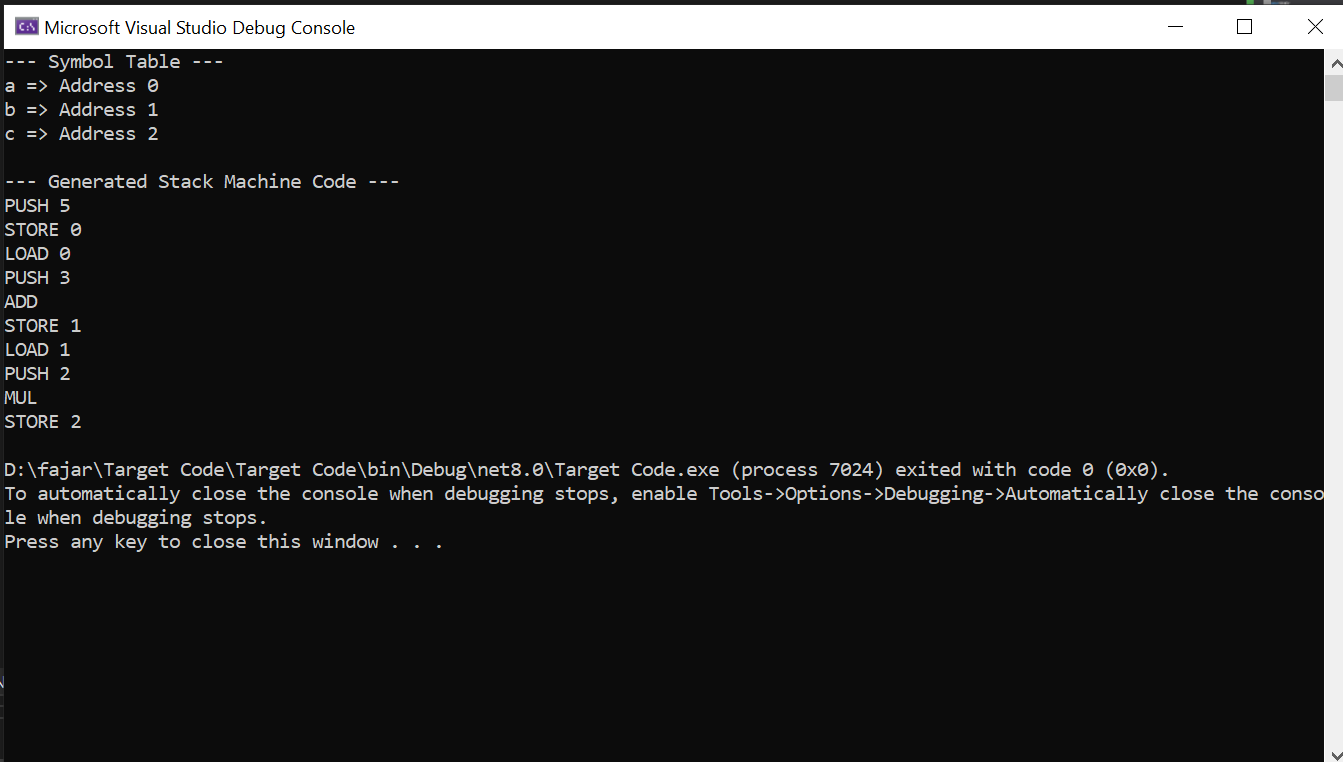 Microsoft Visual Studio Debug Console
--- Symbol Table ---
a => Address 0
b => Address 1
c => Address 2
--- Generated Stack Machine Code ---
PUSH 5
STORE 0
LOAD 0
PUSH 3
ADD
STORE 1
LOAD 1
PUSH 2
MUL
STORE 2
D:\fajar\Target Code\Target Code\bin\Debug\net8.0\Target Code.exe (process 7024) exited with code 0 (0x0).
To automatically close the console when debugging stops, enable Tools->Options->Debugging->Automatically close the conso
le when debugging stops.
Press any key to close this window . . .